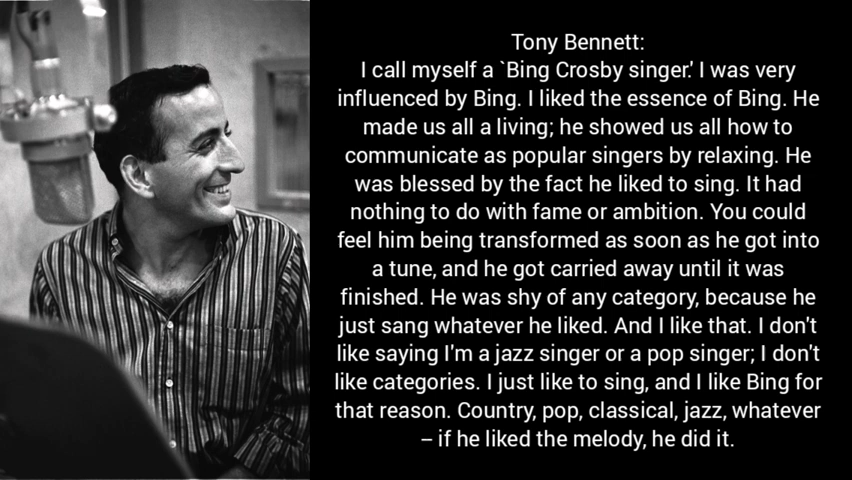 Tony Bennett:
I call myself a `Bing Crosby singer.' I was very
influenced by Bing. I liked the essence of Bing. He
made us all a living; he showed us all how to
communicate as popular singers by relaxing. He
was blessed by the fact he liked to sing. It had
nothing to do with fame or ambition. You could
feel him being transformed as soon as he got into
a tune, and he got carried away until it was
finished. He was shy of any category, because he
just sang whatever he liked. And I like that. I don't
like saying I'm a jazz singer or a pop singer; I don't
like categories. I just like to sing, and I like Bing for
that reason. Country, pop, classical, jazz, whatever
– if he liked the melody, he did it.